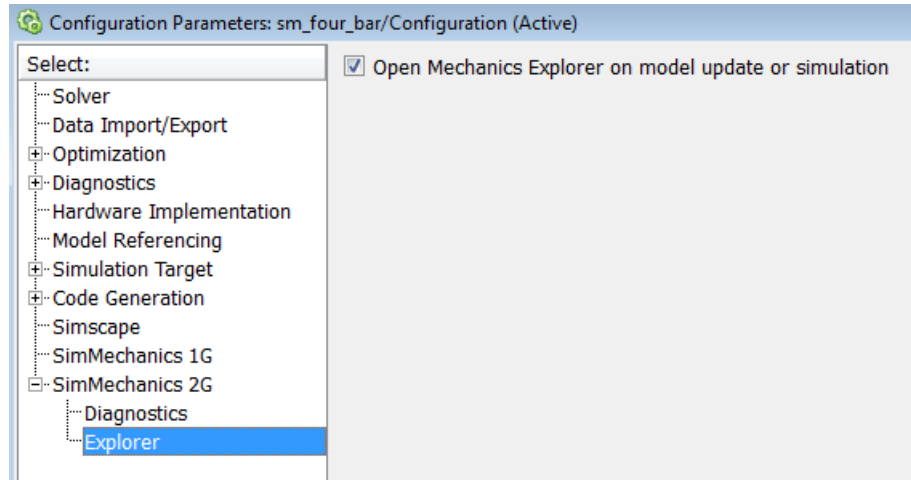 Configuration Parameters: sm_four_bar/Configuration (Active)
Select:
Open Mechanics Explorer on model update or simulation
Solver
Data Import/Export
Optimization
Diagnostics
Hardware Implementation
Model Referencing
Simulation Target
Code Generation
Simscape
SimMechanics 1G
SimMechanics 2G
Diagnostics
Explorer